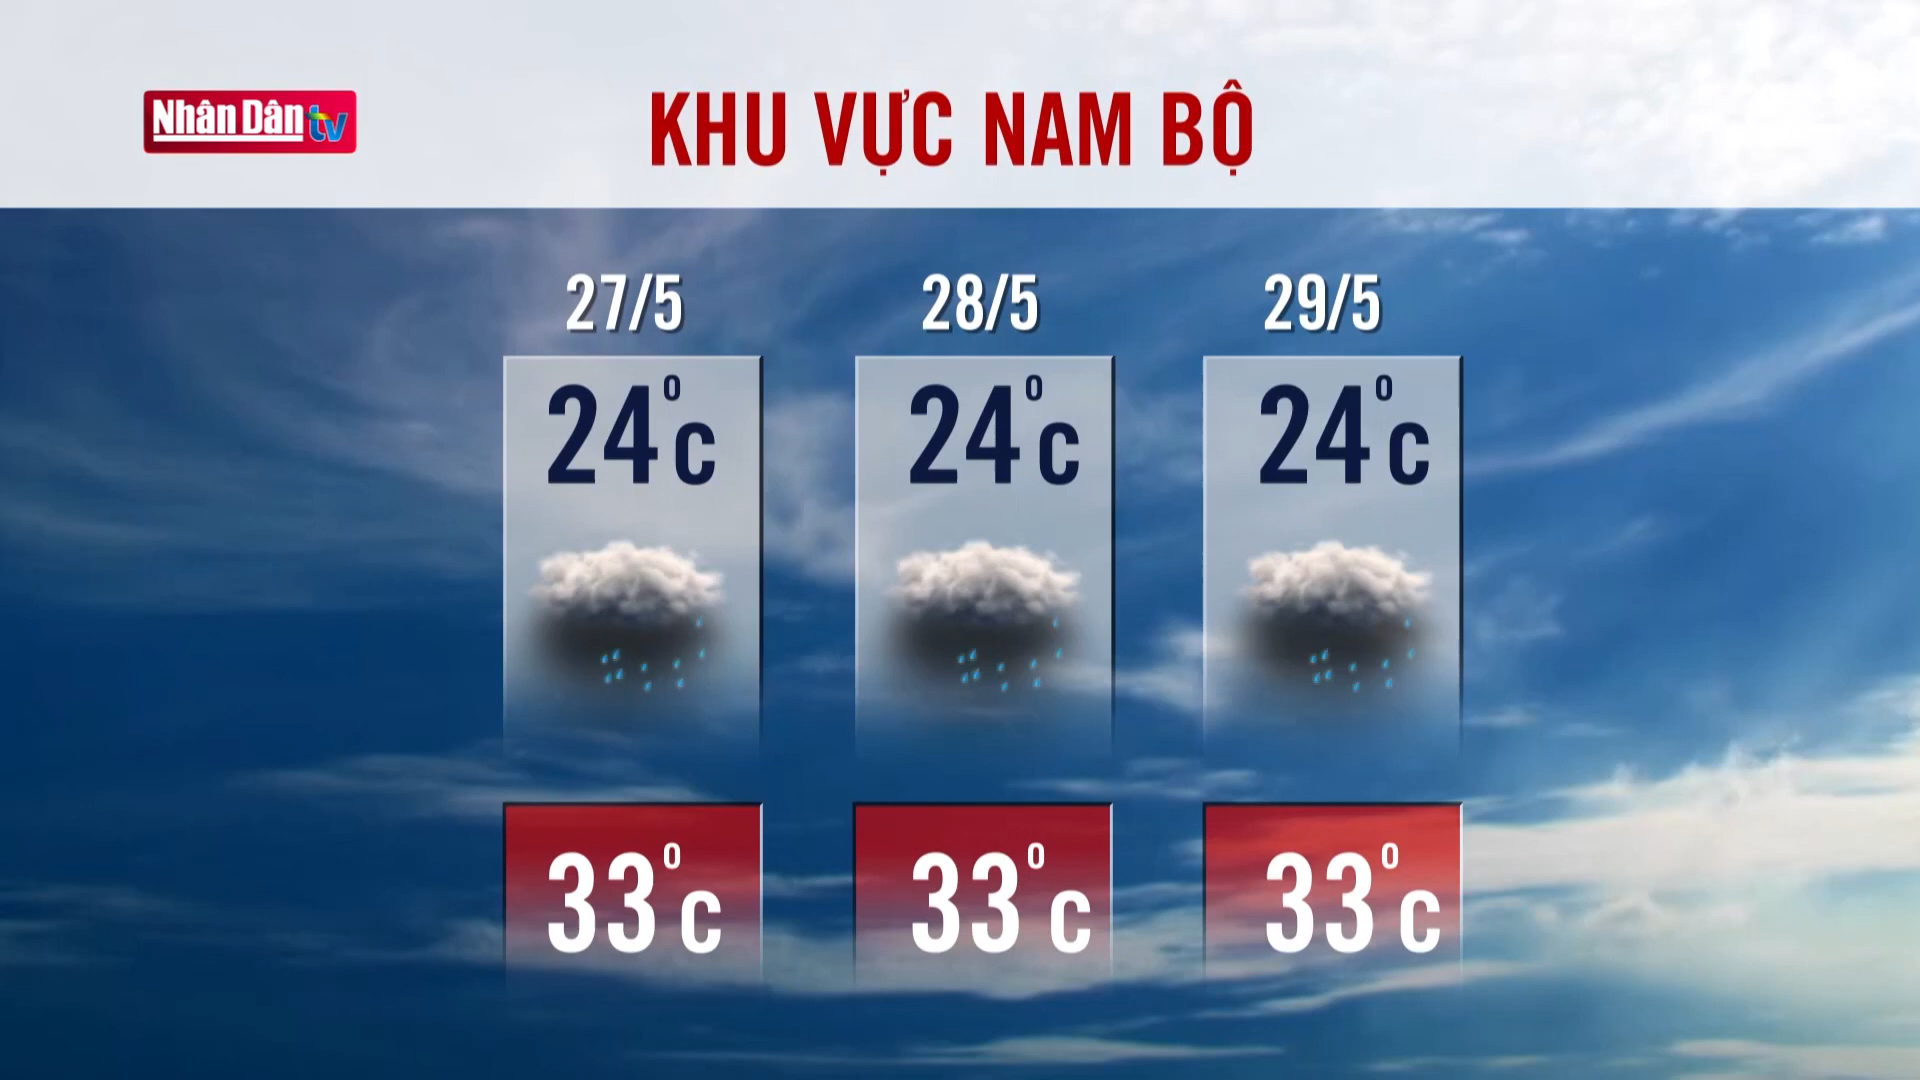 Nhân Dân tv
KHU VỰC NAM BỘ
27/5 28/5 29/5
24°C 24°C 24°C
33°C 33°C 33°C